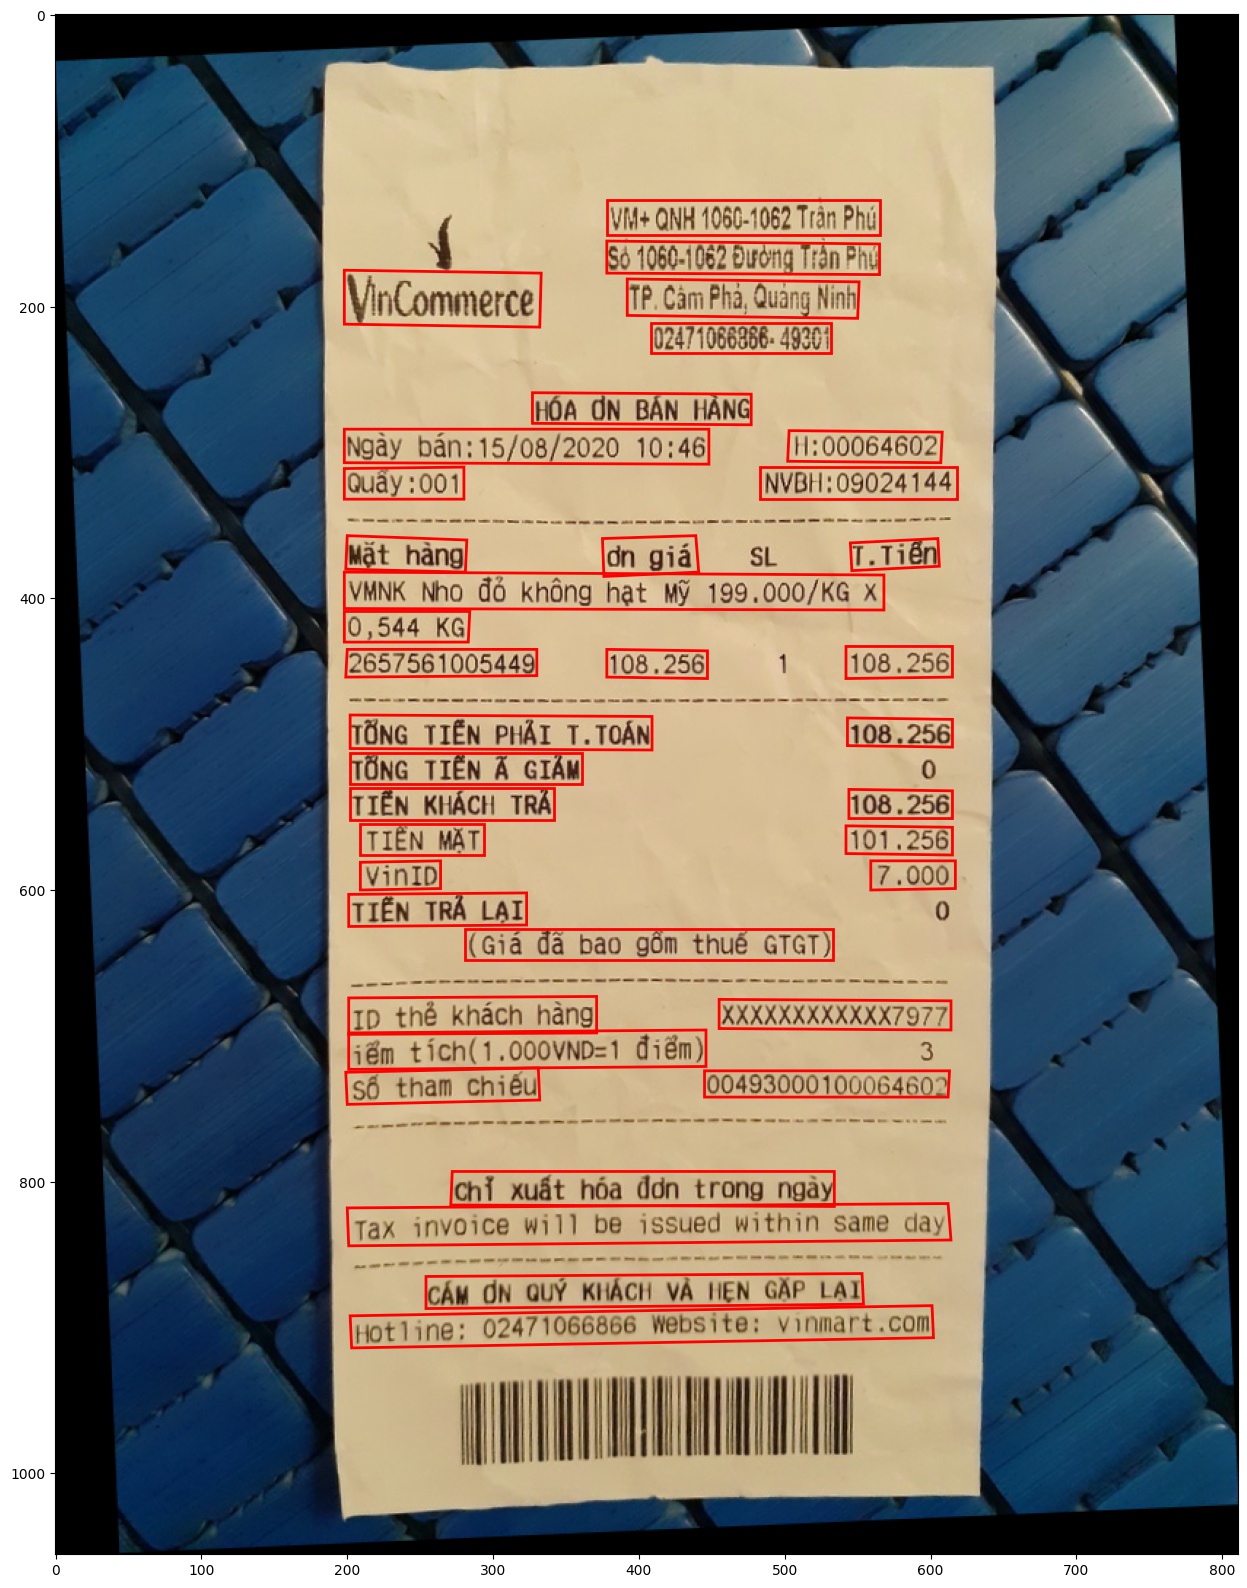 VM+ QNH 1060-1062 Trần Phú
Số 1060-1062 Đường Trần Phú
VinCommerce
TP. Cẩm Phả, Quảng Ninh
02471066866- 49301
HÓA ƠN BÁN HÀNG
Ngày bán:15/08/2020 10:46 H:00064602
Quầy:001 NVBH:09024144
Mặt hàng ơn giá SL T.Tiền
VMNK Nho đỏ không hạt Mỹ 199.000/KG X
0,544 KG
2657561005449 108.256 1 108.256
TỔNG TIỀN PHẢI T.TOÁN 108.256
TỔNG TIỀN Ã GIẢM 0
TIỀN KHÁCH TRẢ 108.256
TIỀN MẶT 101.256
VinID 7.000
TIỀN TRẢ LẠI 0
(Giá đã bao gồm thuế GTGT)
ID thẻ khách hàng XXXXXXXXXXXX7977
iểm tích(1.000VND=1 điểm) 3
Số tham chiếu 00493000100064602
Chỉ xuất hóa đơn trong ngày
Tax invoice will be issued within same day
CẢM ƠN QUÝ KHÁCH VÀ HẸN GẶP LẠI
Hotline: 02471066866 Website: vinmart.com
0
200
400
600
800
1000
0 100 200 300 400 500 600 700 800